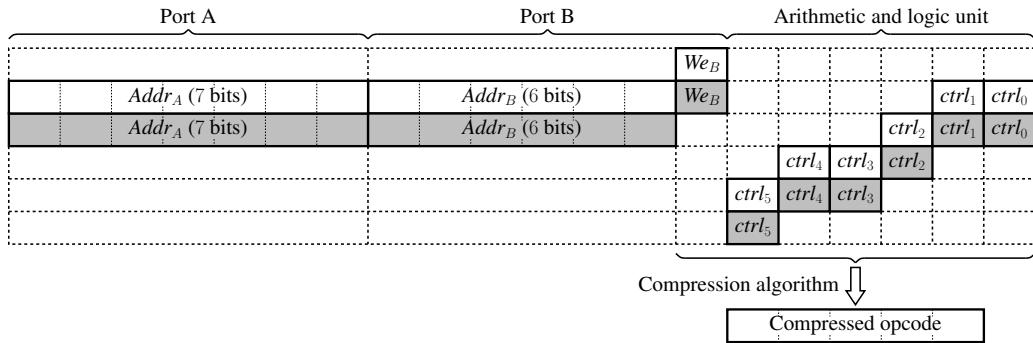 Port A Port B Arithmetic and logic unit
We_B
Addr_A (7 bits) Addr_B (6 bits) We_B ctrl_1 ctrl_0
Addr_A (7 bits) Addr_B (6 bits) ctrl_2 ctrl_1 ctrl_0
ctrl_4 ctrl_3 ctrl_2
ctrl_5 ctrl_4 ctrl_3
ctrl_5
Compression algorithm
Compressed opcode